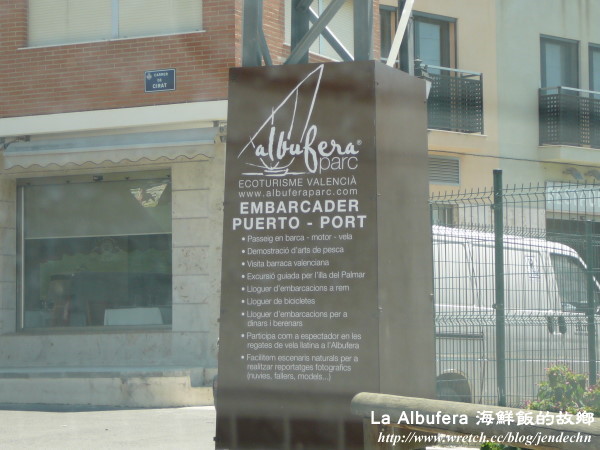 CARRER
DE
CIRAT
albufera®
parc
ECOTURISME VALENCIÀ
www.albuferaparc.com
EMBARCADER
PUERTO - PORT
• Passeig en barca - motor - vela
• Demostració d'arts de pesca
• Visita barraca valenciana
• Excursió guiada per l'illa del Palmar
• Lloguer d'embarcacions a rem
• Lloguer de bicicletes
• Lloguer d'embarcacions per a
dinars i berenars
• Participa com a espectador en les
regates de vela llatina a l'Albufera
• Facilitem escenaris naturals per a
realitzar reportatges fotografics
(nuvies, fallera, models...)
La Albufera 海鮮飯的故鄉
http://www.wretch.cc/blog/jendechn